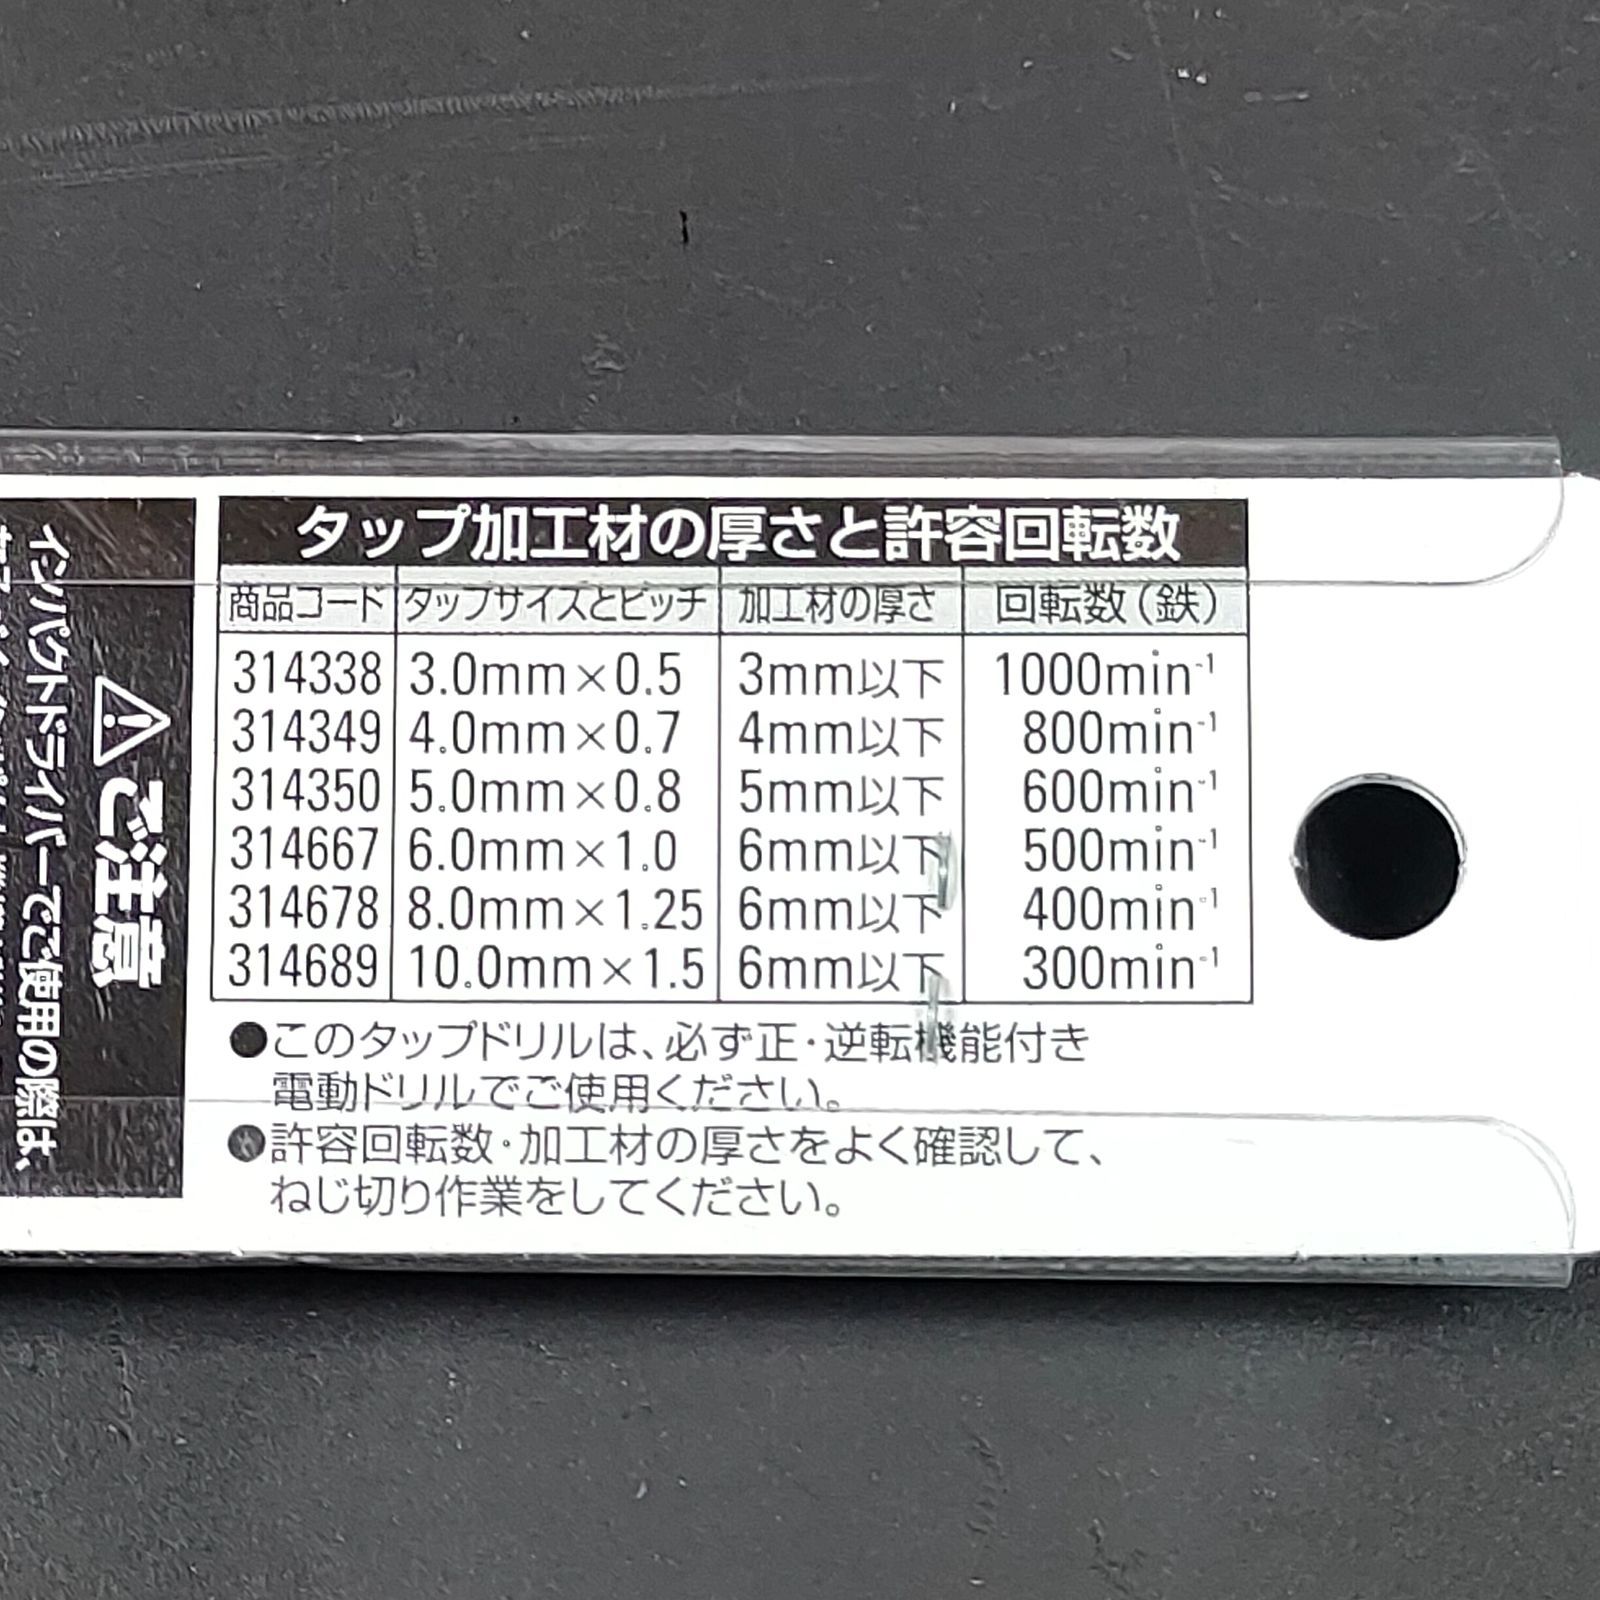 タップ加工材の厚さと許容回転数
商品コード タップサイズとピッチ 加工材の厚さ 回転数(鉄)
314338 3.0mm×0.5 3mm以下 1000min-1
314349 4.0mm×0.7 4mm以下 800min-1
314350 5.0mm×0.8 5mm以下 600min-1
314667 6.0mm×1.0 6mm以下 500min-1
314678 8.0mm×1.25 6mm以下 400min-1
314689 10.0mm×1.5 6mm以下 300min-1
●このタップドリルは、必ず正・逆転機能付き
電動ドリルでご使用ください。
●許容回転数・加工材の厚さをよく確認して、
ねじ切り作業をしてください。
⚠ご注意
インパクトドライバーでご使用の際は、